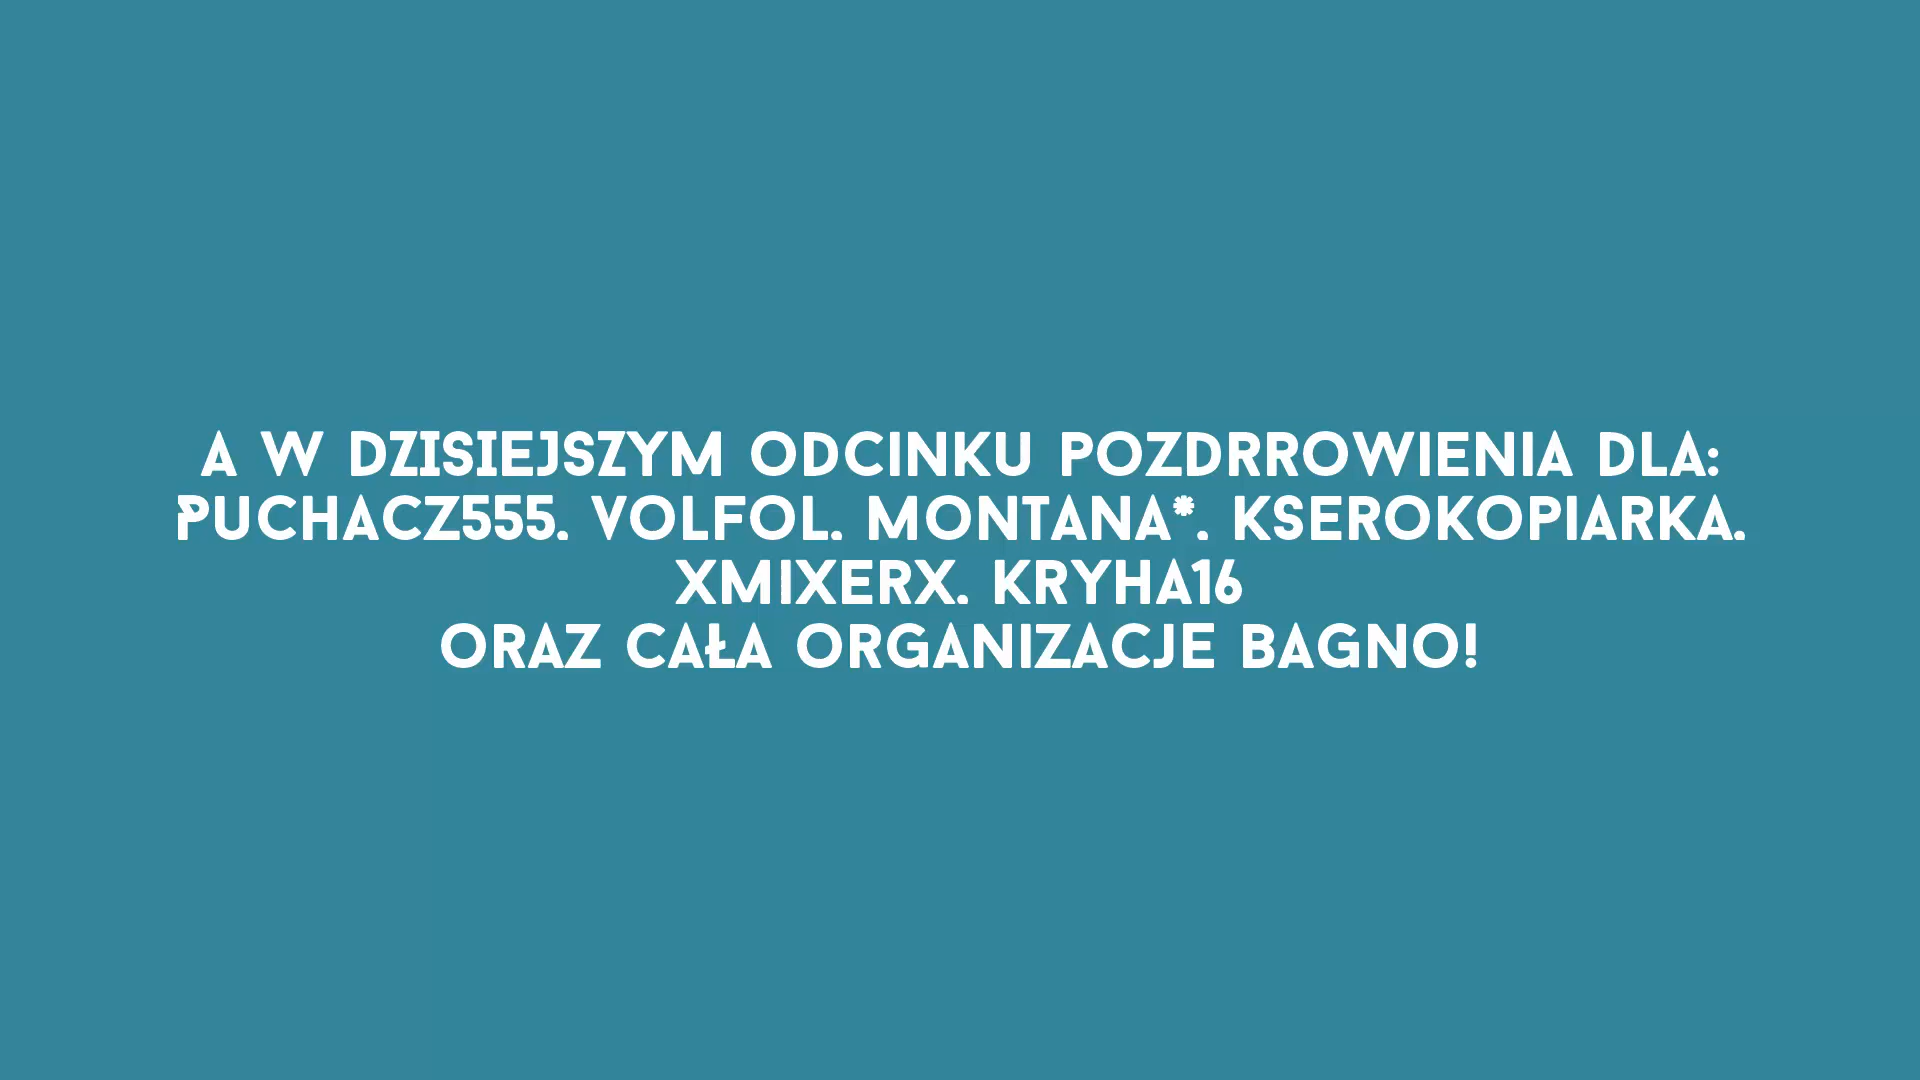 A W DZISIEJSZYM ODCINKU POZDRROWIENIA DLA:
PUCHACZ555, VOLFOL, MONTANA*, KSEROKOPIARKA,
XMIXERX, KRYHA16
ORAZ CAŁA ORGANIZACJE BAGNO!